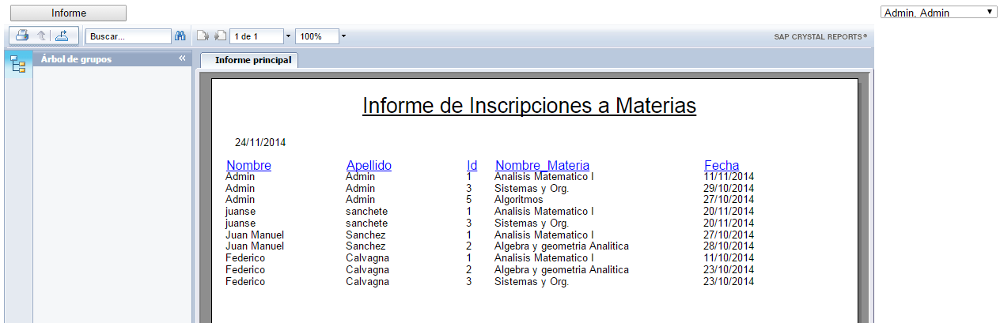 Informe
Admin, Admin
Buscar...
1 de 1
100%
SAP CRYSTAL REPORTS®
Árbol de grupos
Informe principal
Informe de Inscripciones a Materias
24/11/2014
Nombre Apellido Id Nombre_Materia Fecha
Admin Admin 1 Analisis Matematico I 11/11/2014
Admin Admin 3 Sistemas y Org. 29/10/2014
Admin Admin 5 Algoritmos 27/10/2014
juanse sanchete 1 Analisis Matematico I 20/11/2014
juanse sanchete 3 Sistemas y Org. 20/11/2014
Juan Manuel Sanchez 1 Analisis Matematico I 27/10/2014
Juan Manuel Sanchez 2 Algebra y geometria Analitica 28/10/2014
Federico Calvagna 1 Analisis Matematico I 11/10/2014
Federico Calvagna 2 Algebra y geometria Analitica 23/10/2014
Federico Calvagna 3 Sistemas y Org. 23/10/2014